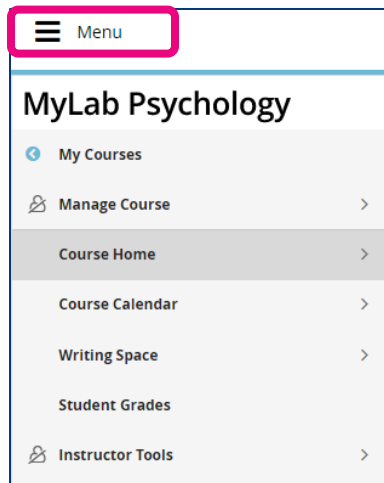 Menu
MyLab Psychology
My Courses
Manage Course
Course Home
Course Calendar
Writing Space
Student Grades
Instructor Tools